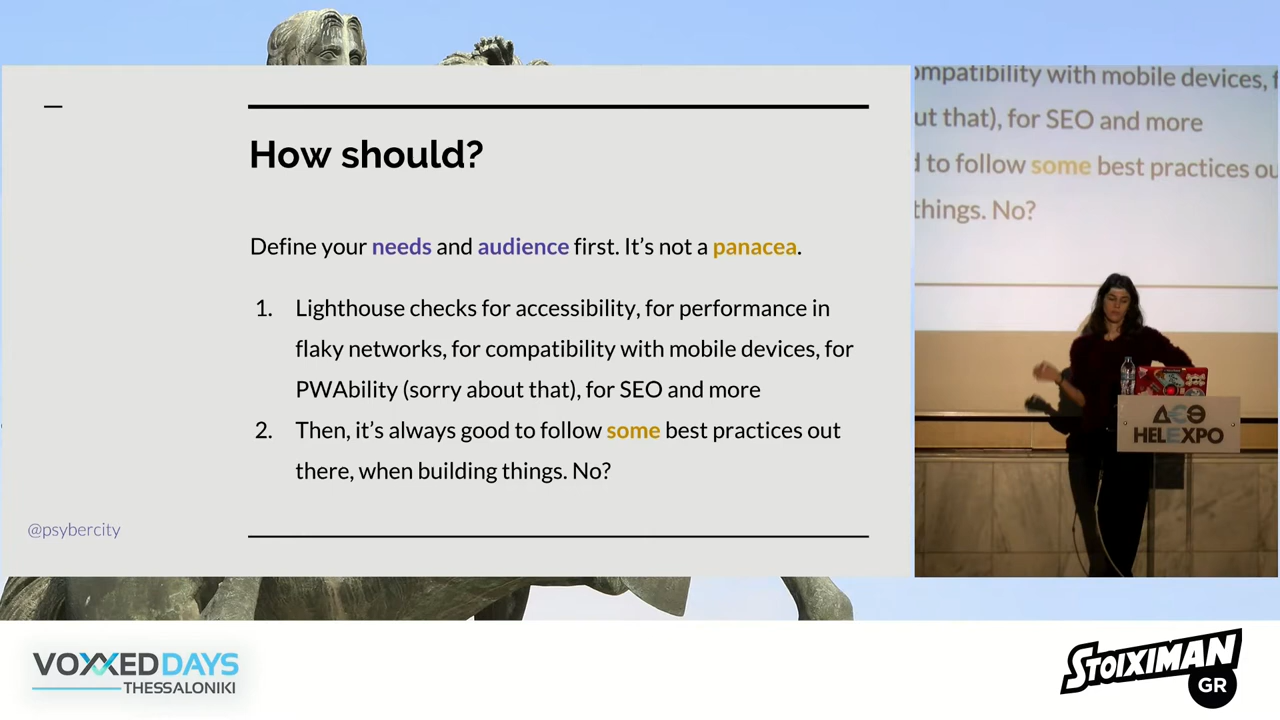 How should?
Define your needs and audience first. It's not a panacea.
1. Lighthouse checks for accessibility, for performance in
flaky networks, for compatibility with mobile devices, for
PWAbility (sorry about that), for SEO and more
2. Then, it's always good to follow some best practices out
there, when building things. No?
@psybercity
ompatibility with mobile devices, f
ut that), for SEO and more
d to follow some best practices ou
things. No?
ΔΕΘ
HELEXPO
VOXXED DAYS
THESSALONIKI
STOIXIMAN
GR